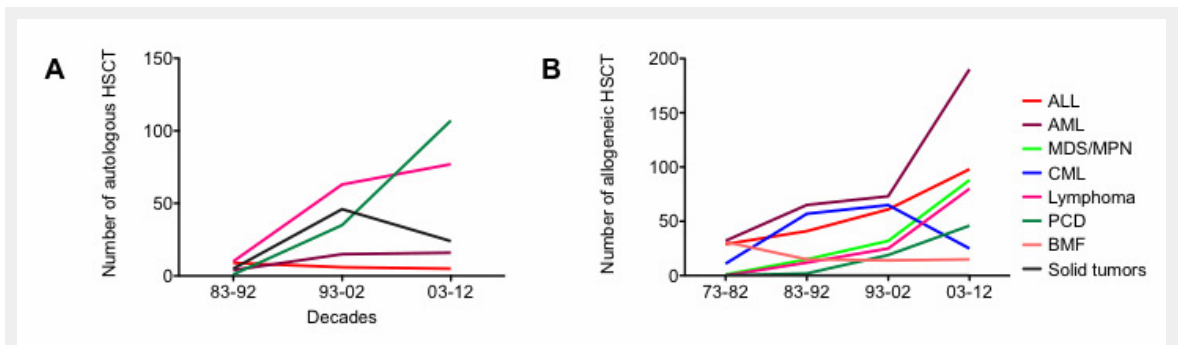 A
Number of autologous HSCT
150
100
50
0
83-92
93-02
03-12
Decades
B
Number of allogeneic HSCT
200
150
100
50
0
73-82
83-92
93-02
03-12
ALL
AML
MDS/MPN
CML
Lymphoma
PCD
BMF
Solid tumors